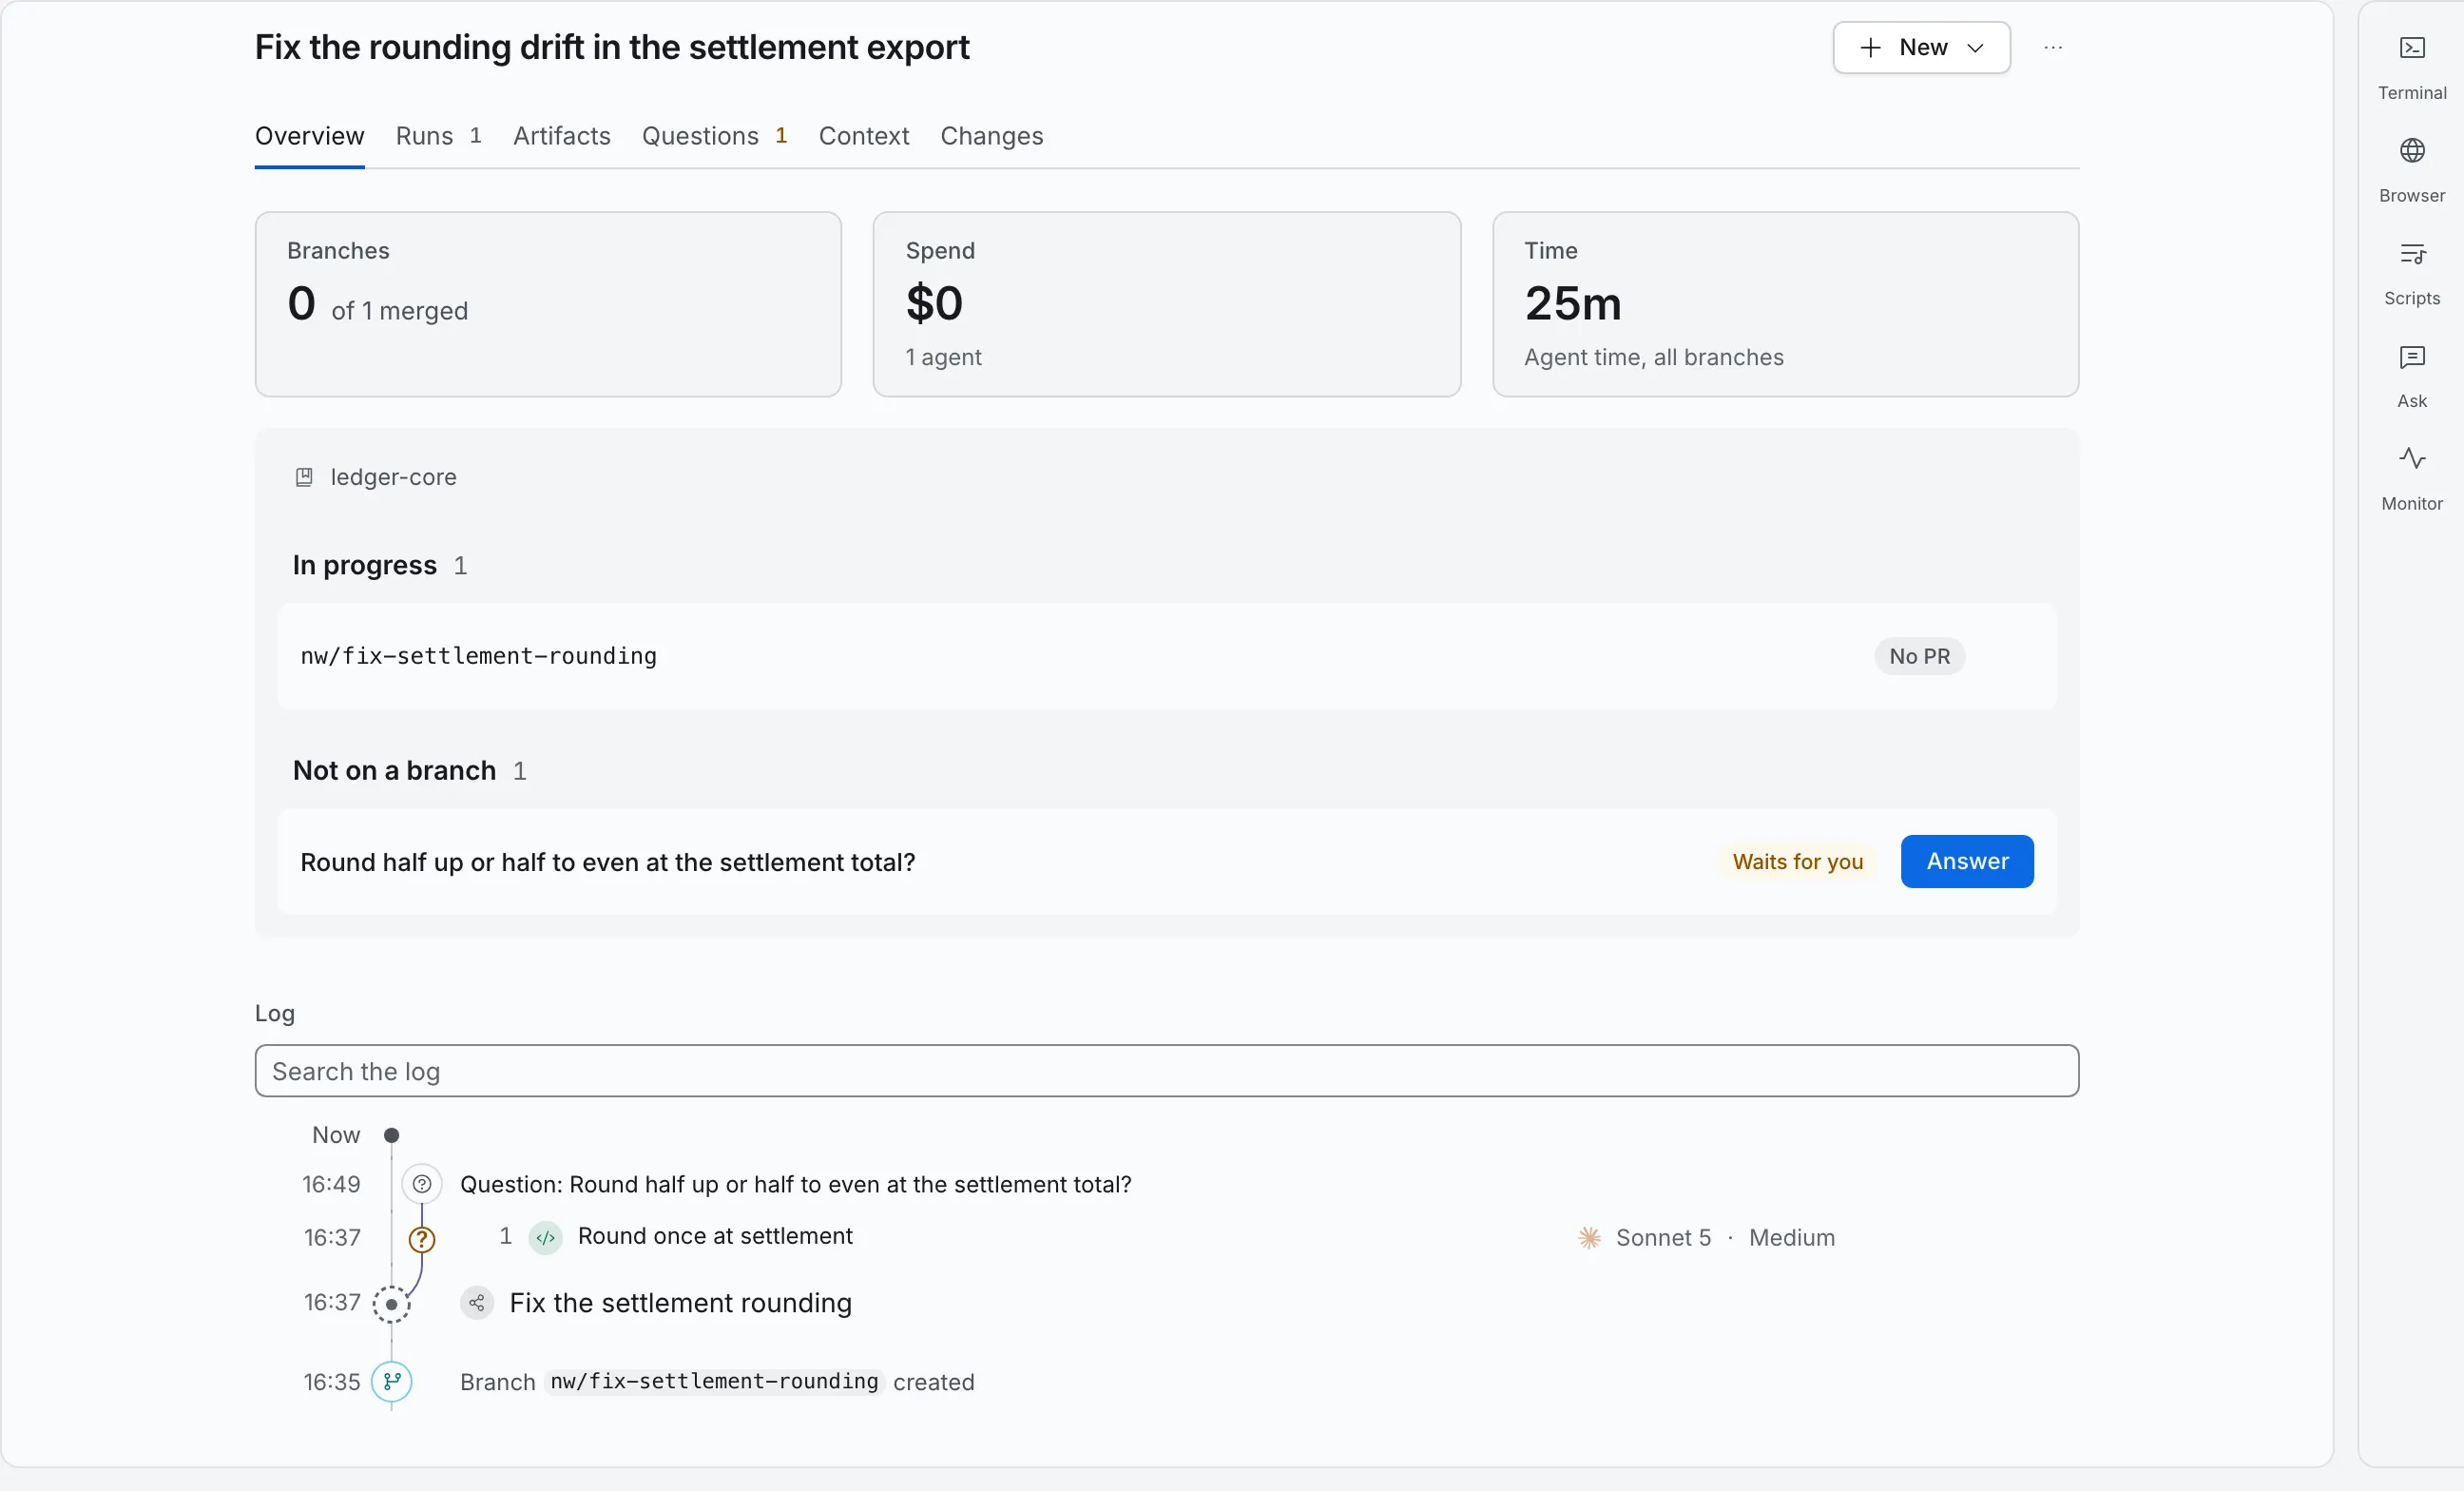 Fix the rounding drift in the settlement export
New
Terminal
Browser
Scripts
Ask
Monitor
Overview Runs 1 Artifacts Questions 1 Context Changes
Branches
0 of 1 merged
Spend
$0
1 agent
Time
25m
Agent time, all branches
ledger-core
In progress 1
nw/fix-settlement-rounding No PR
Not on a branch 1
Round half up or half to even at the settlement total? Waits for you Answer
Log
Search the log
Now
16:49 Question: Round half up or half to even at the settlement total?
16:37 1 Round once at settlement Sonnet 5 · Medium
16:37 Fix the settlement rounding
16:35 Branch nw/fix-settlement-rounding created